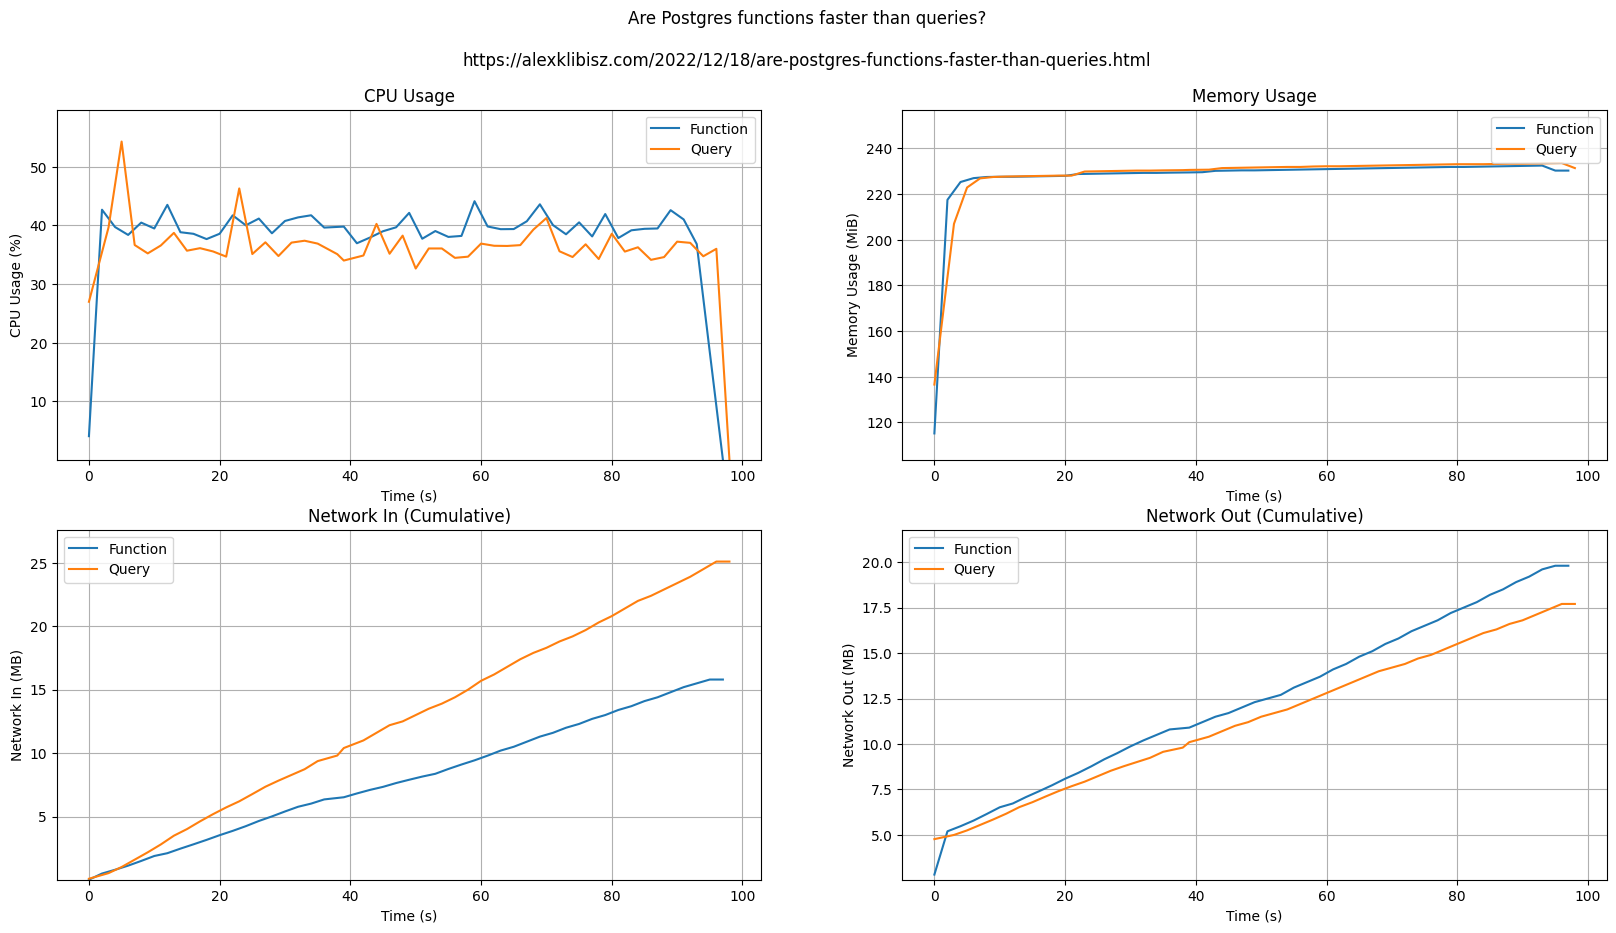 Are Postgres functions faster than queries?
https://alexklibisz.com/2022/12/18/are-postgres-functions-faster-than-queries.html
CPU Usage
Function
Query
CPU Usage (%)
50
40
30
20
10
0 20 40 60 80 100
Time (s)
Memory Usage
Function
Query
Memory Usage (MiB)
240
220
200
180
160
140
120
0 20 40 60 80 100
Time (s)
Network In (Cumulative)
Function
Query
Network In (MB)
25
20
15
10
5
0 20 40 60 80 100
Time (s)
Network Out (Cumulative)
Function
Query
Network Out (MB)
20.0
17.5
15.0
12.5
10.0
7.5
5.0
0 20 40 60 80 100
Time (s)